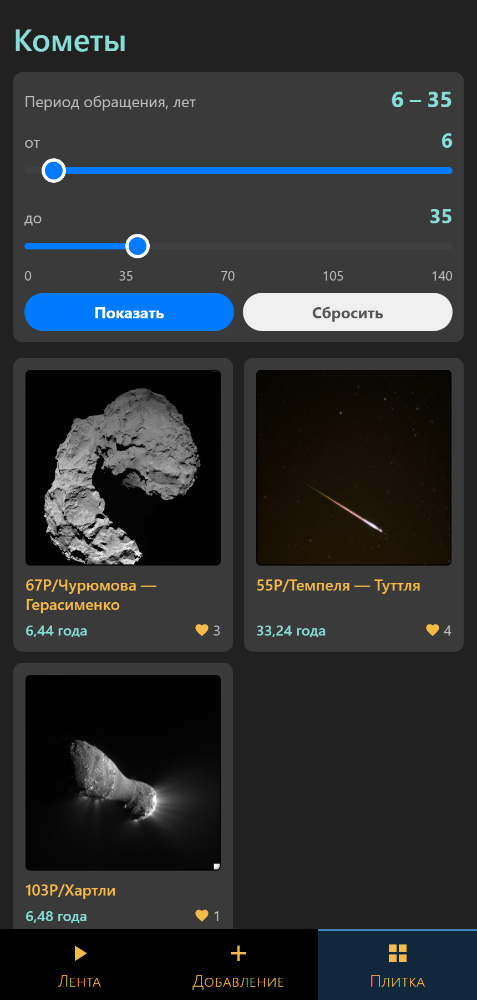 Кометы
Период обращения, лет 6 – 35
от 6
до 35
0 35 70 105 140
Показать Сбросить
67P/Чурюмова —
Герасименко
6,44 года 3
55P/Темпеля — Туттля
33,24 года 4
103P/Хартли
6,48 года 1
Лента Добавление Плитка